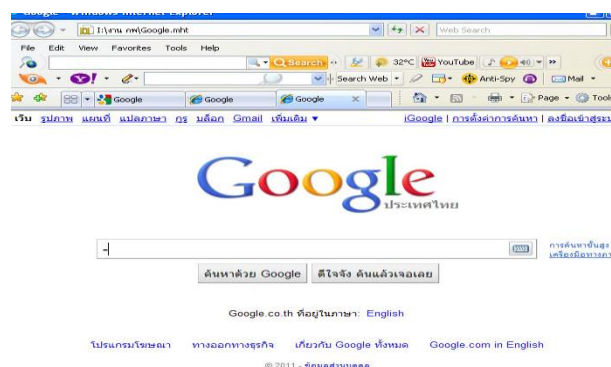 Google - Windows Internet Explorer
I:\งาน กพ\Google.mht Web Search
File Edit View Favorites Tools Help
Search 32°C YouTube 40)
Search Web Anti-Spy Mail
Google Google Google Page Tools
เว็บ รูปภาพ แผนที่ แปลภาษา กูรู บล็อก Gmail เพิ่มเติม ▼ iGoogle | การตั้งค่าการค้นหา | ลงชื่อเข้าสู่ระบ
Google
ประเทศไทย
-
การค้นหาขั้นสูง
เครื่องมือทางภา
ค้นหาด้วย Google ดีใจจัง ค้นแล้วเจอเลย
Google.co.th ที่อยู่ในภาษา: English
โปรแกรมโฆษณา ทางออกทางธุรกิจ เกี่ยวกับ Google ทั้งหมด Google.com in English
© 2011 - ข้อมูลส่วนบุคคล